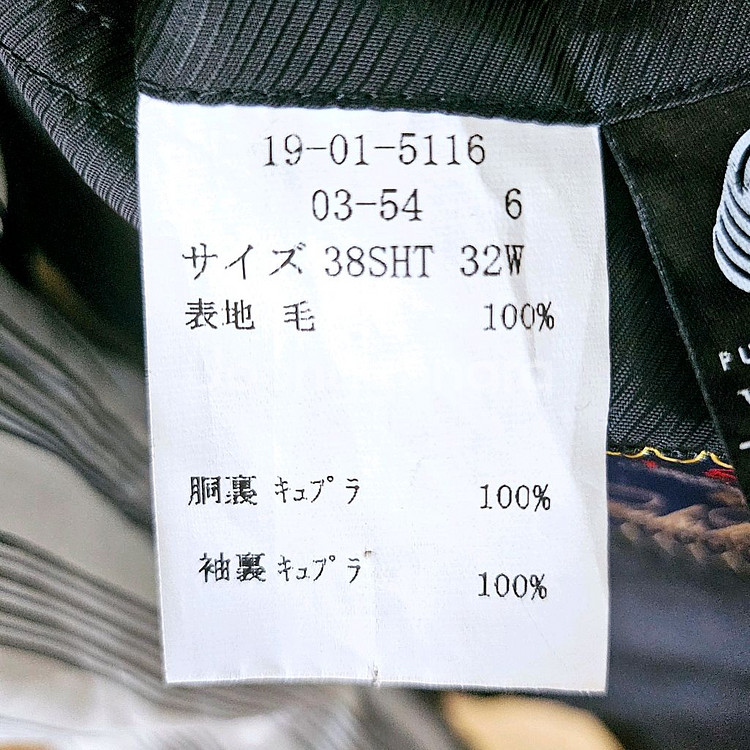 19-01-5116
03-54 6
サイズ 38SHT 32W
表地 毛 100%
胴裏 ｷｭﾌﾟﾗ 100%
袖裏 ｷｭﾌﾟﾗ 100%